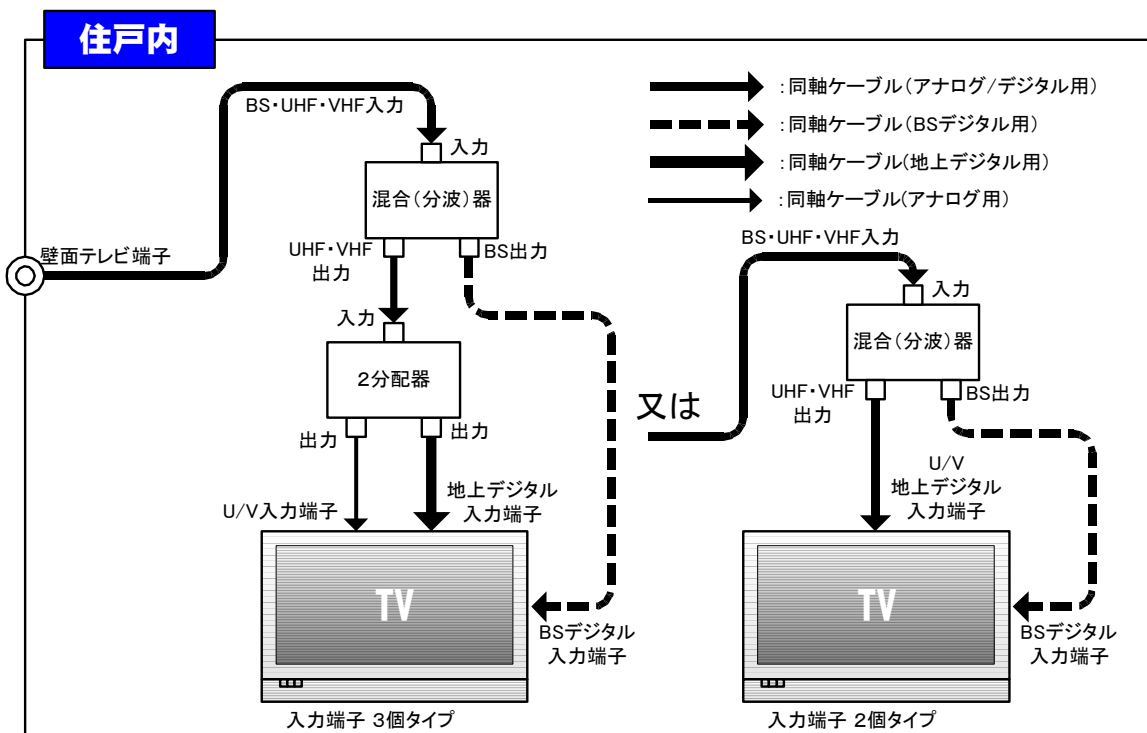 住戸内
BS・UHF・VHF入力
:同軸ケーブル(アナログ/デジタル用)
:同軸ケーブル(BSデジタル用)
:同軸ケーブル(地上デジタル用)
:同軸ケーブル(アナログ用)
入力
混合(分波)器
壁面テレビ端子
UHF・VHF
出力
BS出力
入力
2分配器
出力
出力
U/V入力端子
地上デジタル
入力端子
TV
BSデジタル
入力端子
入力端子 3個タイプ
又は
BS・UHF・VHF入力
入力
混合(分波)器
UHF・VHF
出力
BS出力
U/V
地上デジタル
入力端子
TV
BSデジタル
入力端子
入力端子 2個タイプ